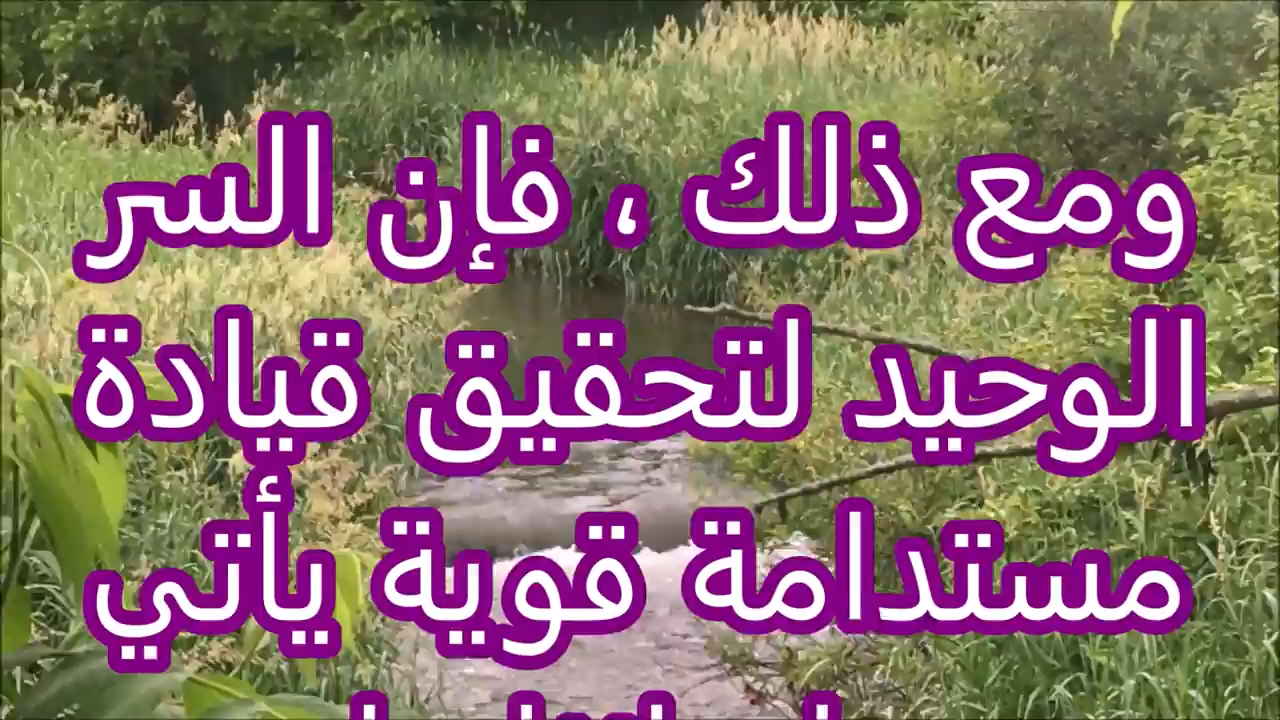 ومع ذلك ، فإن السر
الوحيد لتحقيق قيادة
مستدامة قوية يأتي